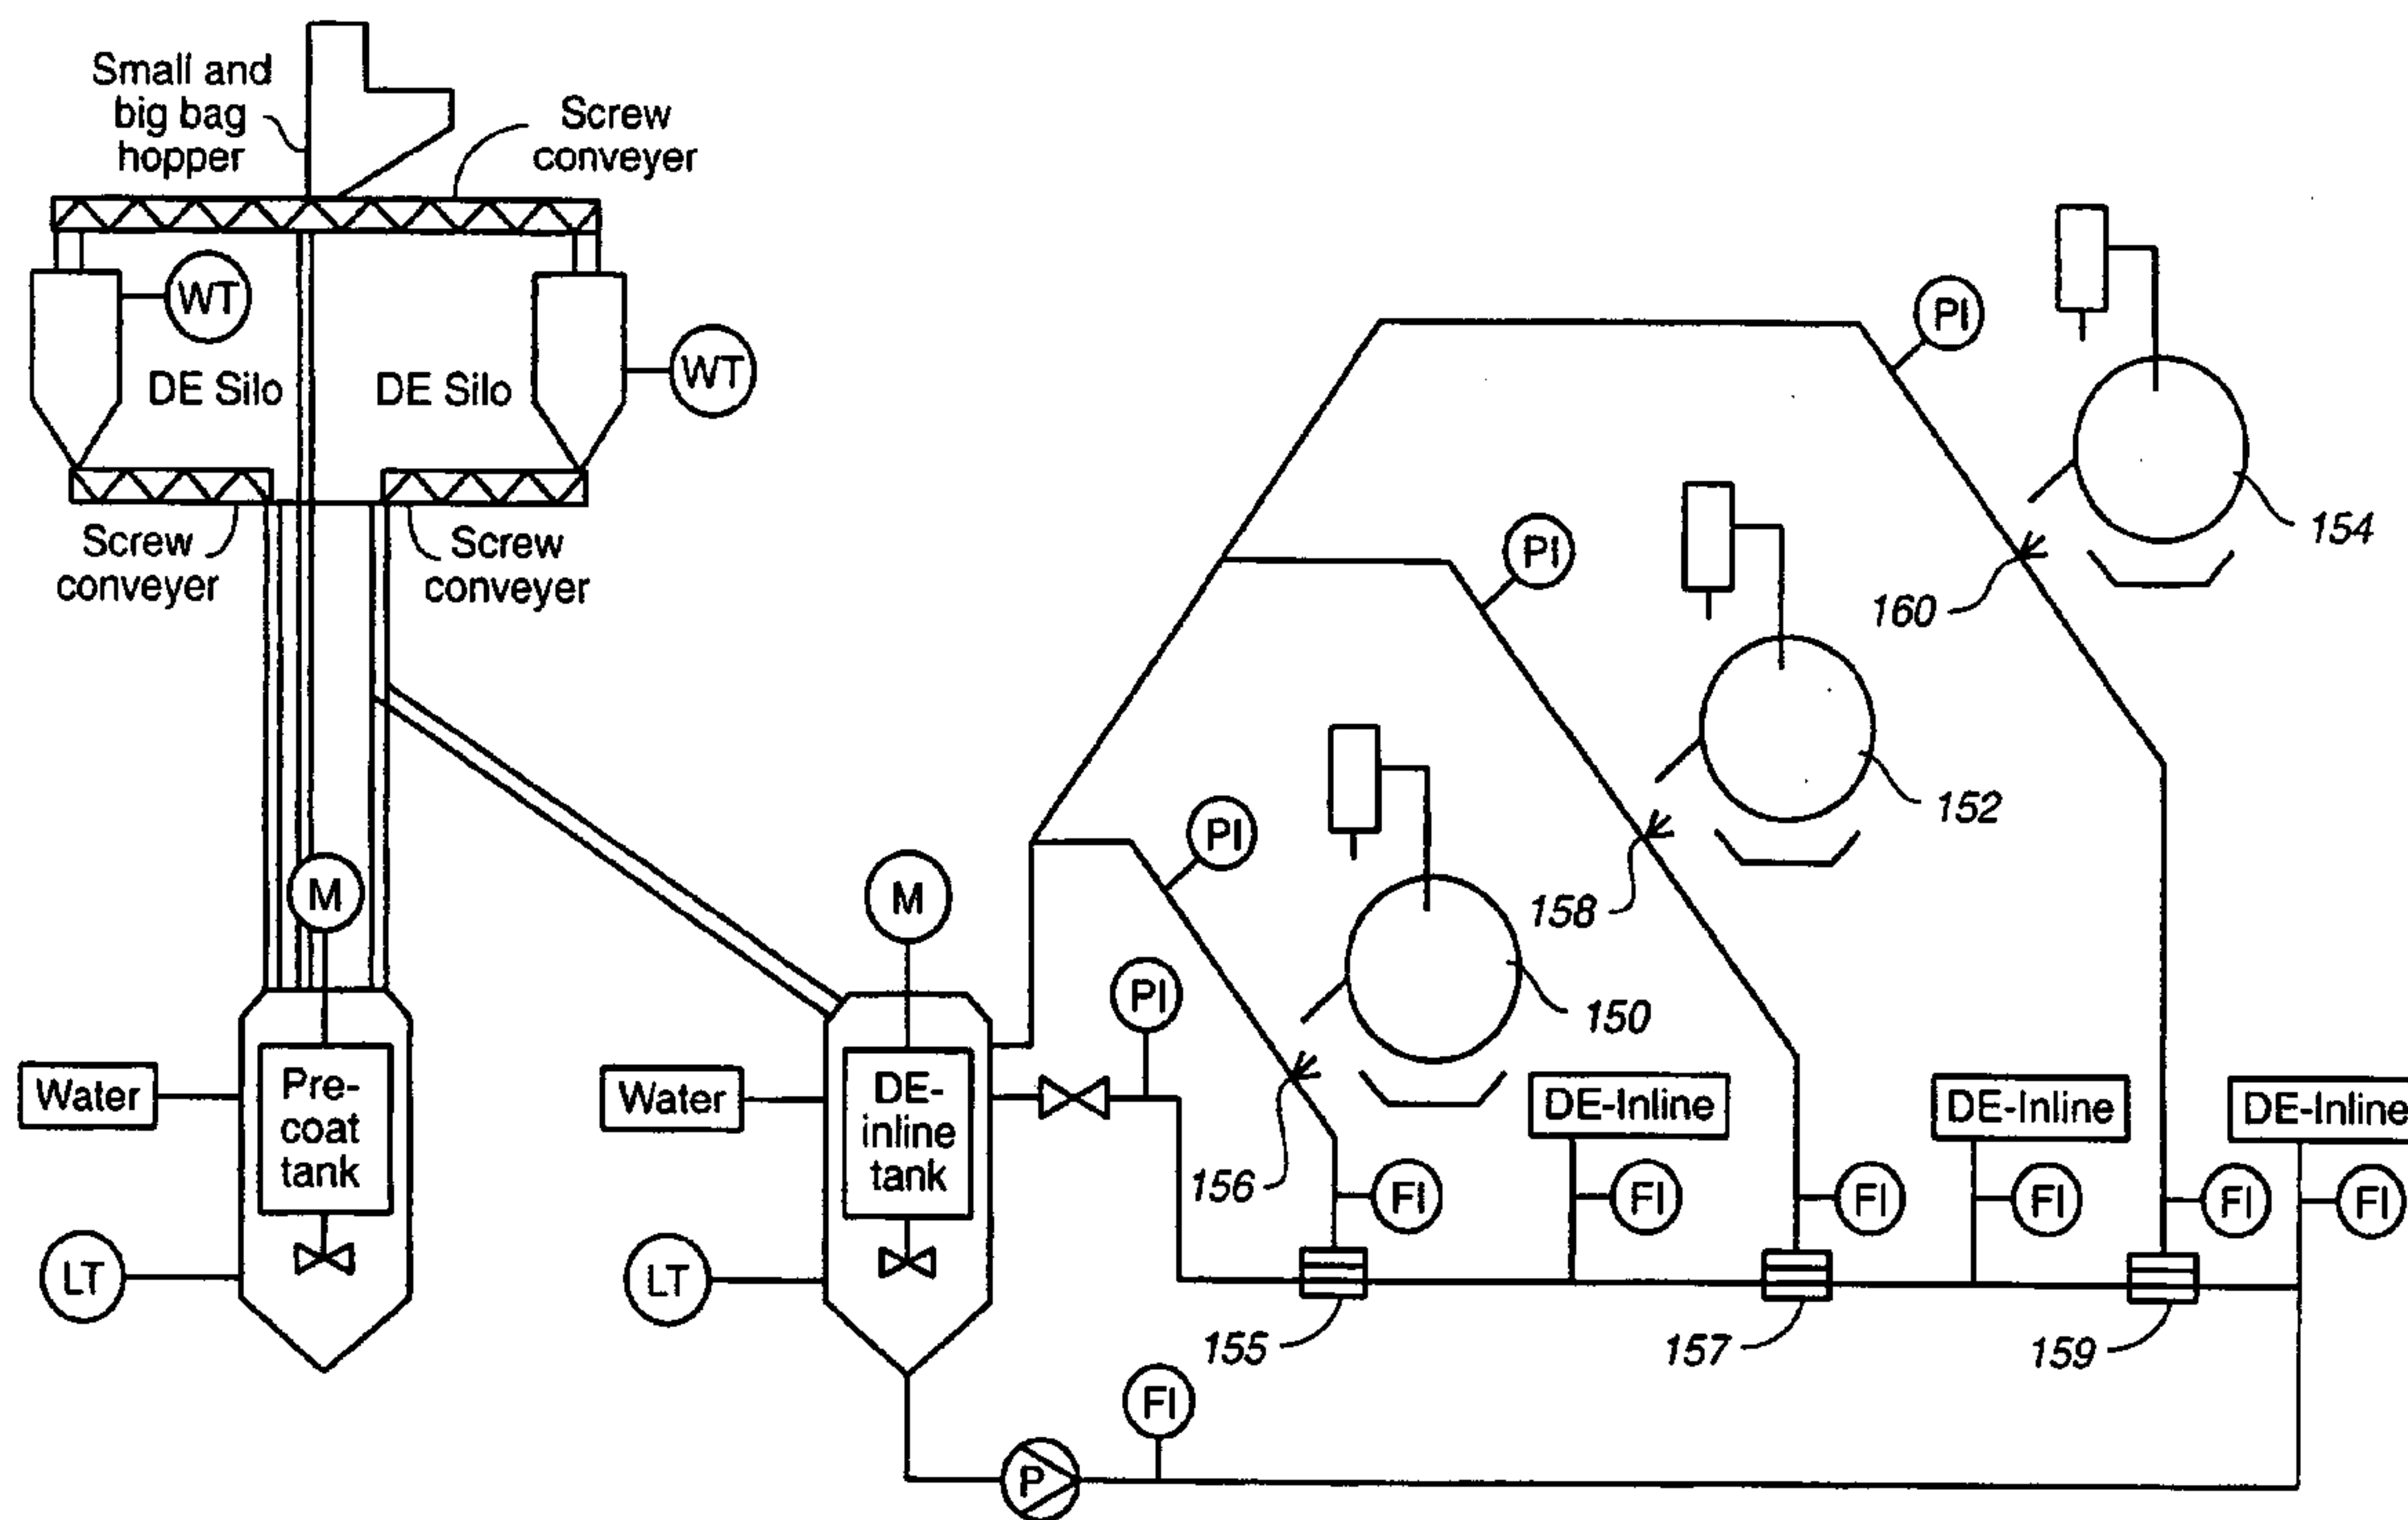 Small and
big bag
hopper
Screw
conveyer
WT
WT
DE Silo
DE Silo
Screw
conveyer
Screw
conveyer
PI
154
160
PI
152
158
PI
150
156
M
M
PI
Water
Pre-
coat
tank
LT
Water
DE-
inline
tank
LT
DE-Inline
DE-Inline
DE-Inline
FI
FI
FI
FI
FI
FI
155
157
159
FI
P